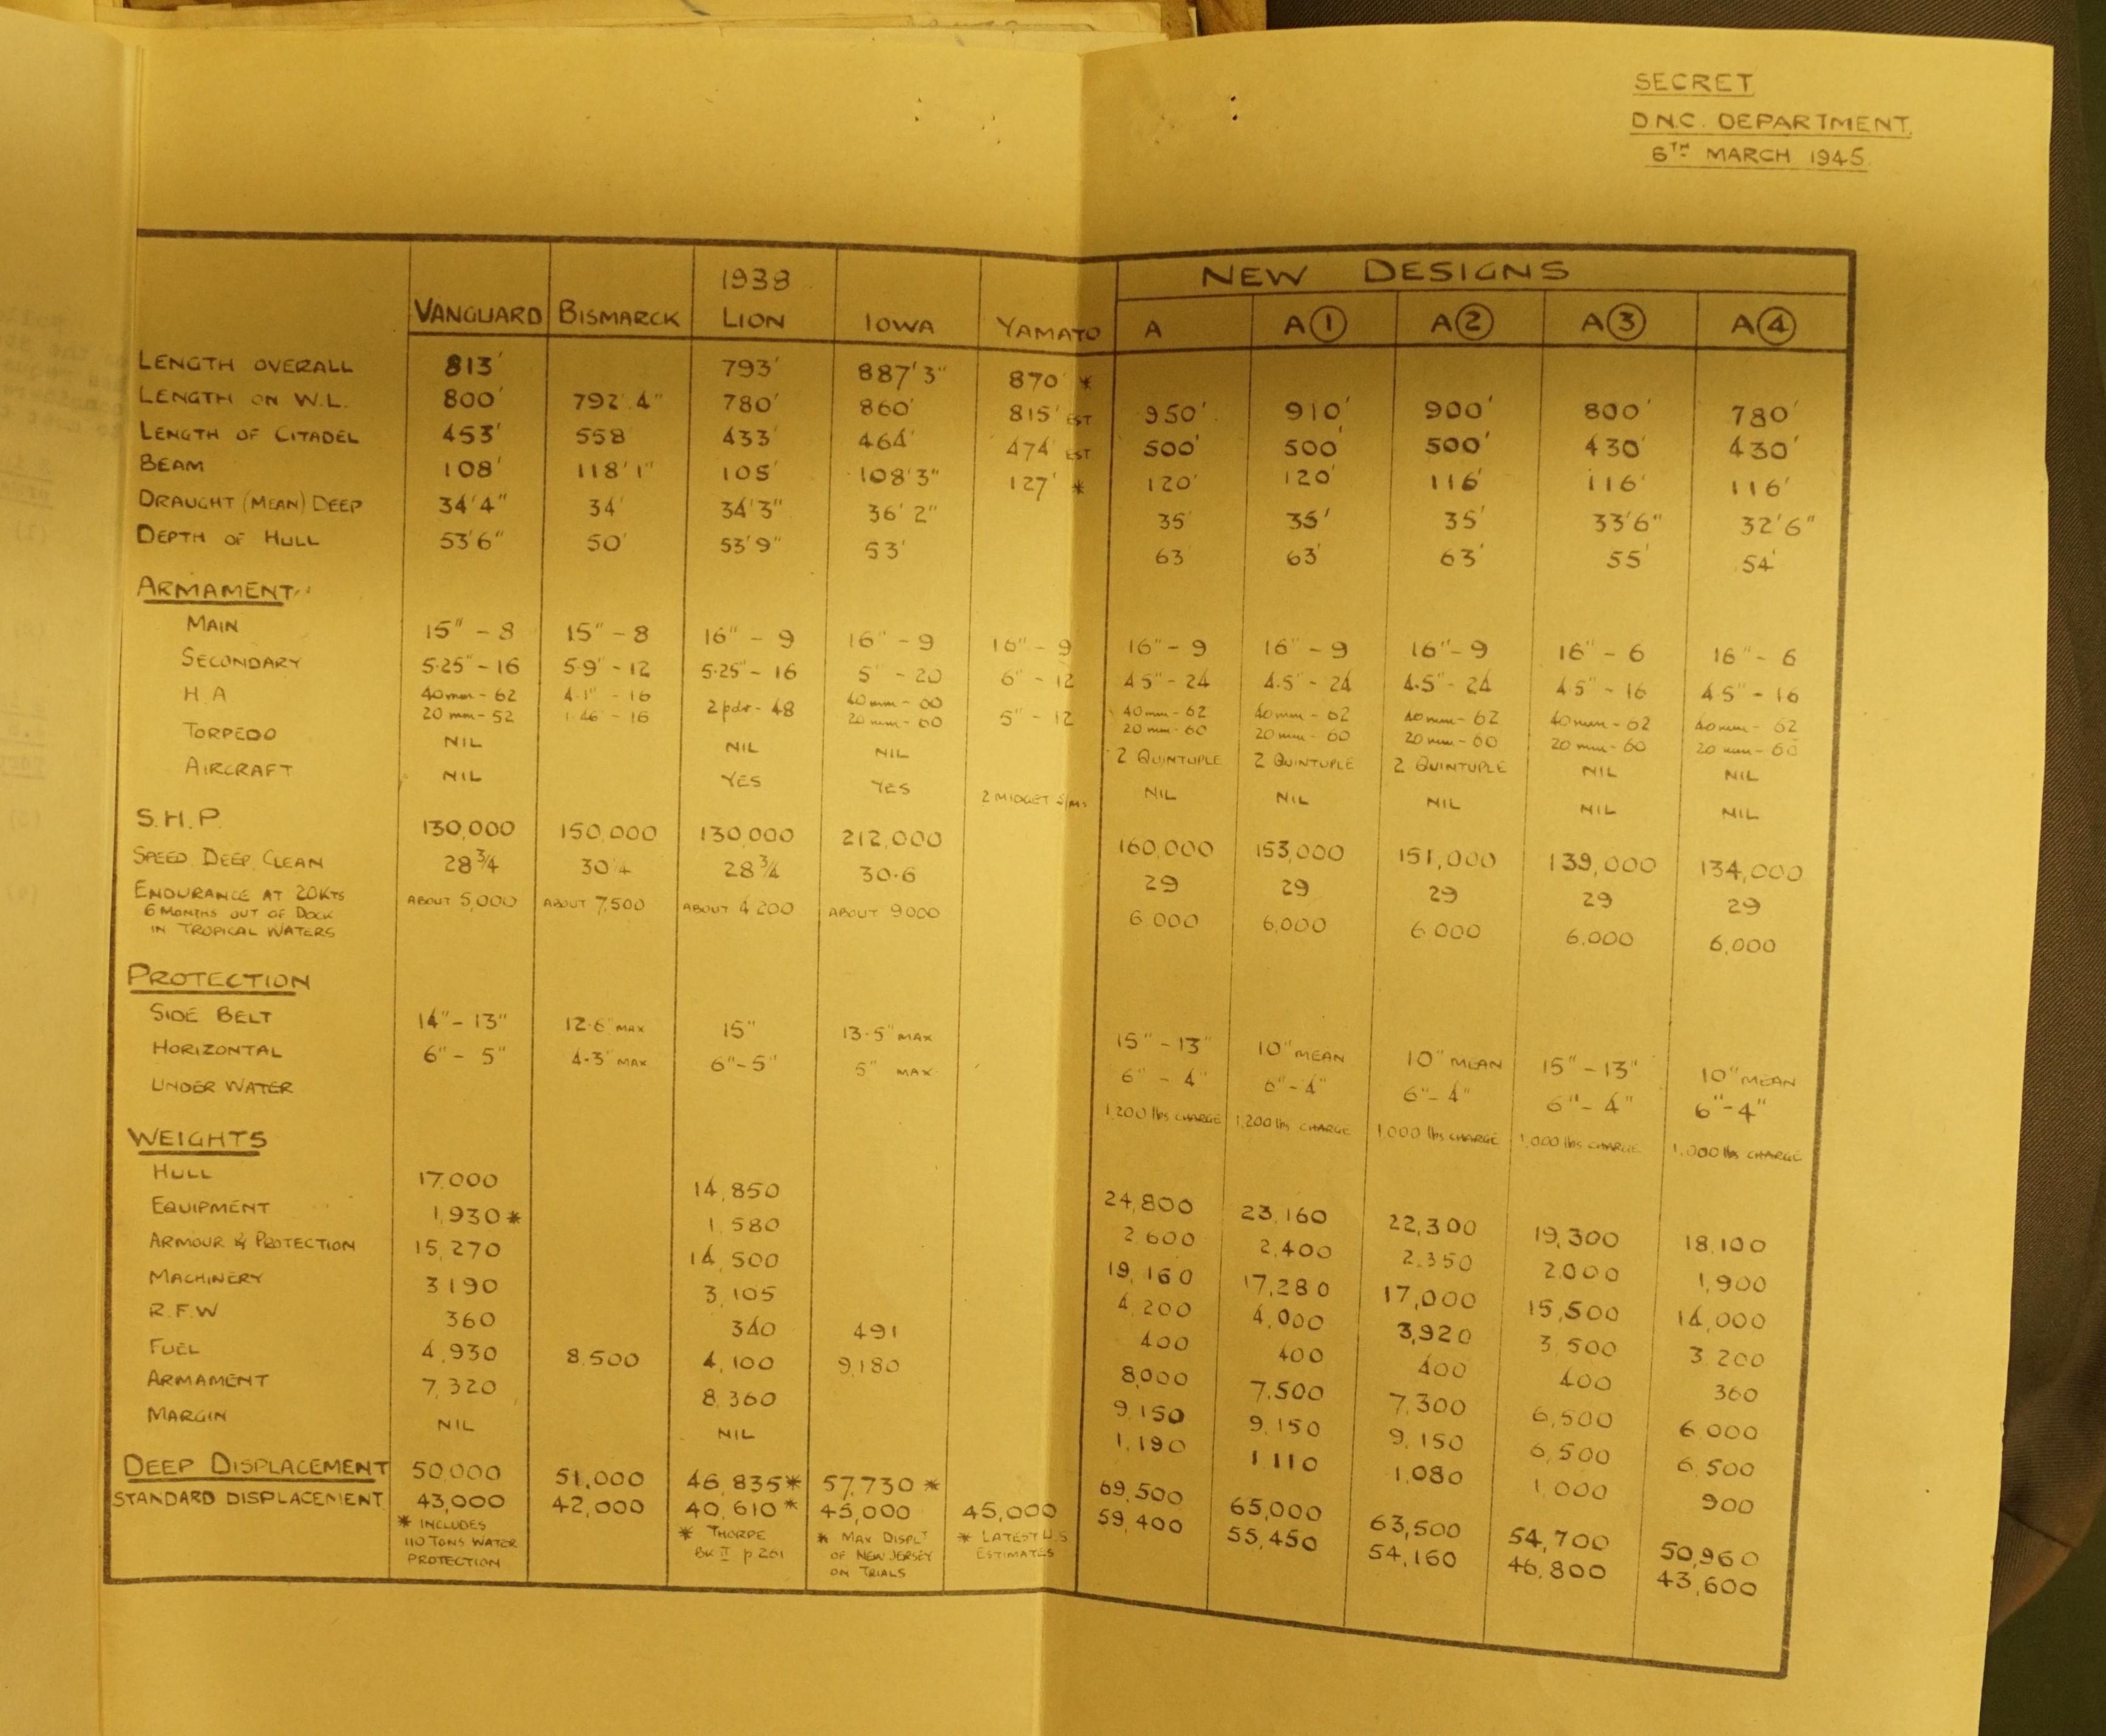 SECRET
D.N.C. DEPARTMENT.
6TH MARCH 1945.
NEW DESIGNS
VANGUARD BISMARCK 1938 LION IOWA YAMATO A A① A② A③ A④
LENGTH OVERALL 813' 793' 887'3" 870' *
LENGTH ON W.L. 800' 792'.4" 780' 860' 815' EST 950' 910' 900' 800' 780'
LENGTH OF CITADEL 453' 558 433' 464' 474' EST 500' 500' 500' 430' 430'
BEAM 108' 118'1" 105' 108'3" 127' * 120' 120' 116' 116' 116'
DRAUGHT (MEAN) DEEP 34'4" 34' 34'3" 36'2" 35' 35' 35' 33'6" 32'6"
DEPTH OF HULL 53'6" 50' 53'9" 53' 63 63' 63' 55' 54'
ARMAMENT
MAIN 15" - 8 15" - 8 16" - 9 16" - 9 16" - 9 16" - 9 16" - 9 16" - 9 16" - 6 16" - 6
SECONDARY 5·25" - 16 5·9" - 12 5·25" - 16 5" - 20 6" - 12 4·5" - 24 4.5" - 24 4.5" - 24 4.5" - 16 4.5" - 16
H.A 40mm - 62 4.1" - 16 2pdr - 48 40mm - 60 5" - 12 40mm - 62 40mm - 62 40mm - 62 40mm - 62 40mm - 62
20mm - 52 1.46" - 16 20mm - 60 20mm - 60 20mm - 60 20mm - 60 20mm - 60 20mm - 60
TORPEDO NIL NIL NIL 2 QUINTUPLE 2 QUINTUPLE 2 QUINTUPLE NIL NIL
AIRCRAFT NIL YES YES 2 MIDGET NIL NIL NIL NIL NIL
S.H.P. 130,000 150,000 130,000 212,000 160,000 153,000 151,000 139,000 134,000
SPEED DEEP CLEAN 28¾ 30·4 28¾ 30·6 29 29 29 29 29
ENDURANCE AT 20KTS ABOUT 5,000 ABOUT 7,500 ABOUT 4200 ABOUT 9000 6,000 6,000 6,000 6,000 6,000
6 MONTHS OUT OF DOCK
IN TROPICAL WATERS
PROTECTION
SIDE BELT 14" - 13" 12·6" MAX 15" 13·5" MAX 15" - 13" 10" MEAN 10" MEAN 15" - 13" 10" MEAN
HORIZONTAL 6" - 5" 4·3" MAX 6" - 5" 5" MAX 6" - 4" 6" - 4" 6" - 4" 6" - 4" 6" - 4"
UNDER WATER 1,200 lbs CHARGE 1,200 lbs CHARGE 1,000 lbs CHARGE 1,000 lbs CHARGE 1,000 lbs CHARGE
WEIGHTS
HULL 17,000 14,850 24,800 23,160 22,300 19,300 18,100
EQUIPMENT 1,930* 1,580 2,600 2,400 2,350 2,000 1,900
ARMOUR & PROTECTION 15,270 14,500 19,160 17,280 17,000 15,500 14,000
MACHINERY 3190 3,105 4,200 4,000 3,920 3,500 3,200
R.F.W 360 340 491 400 400 400 400 360
FUEL 4,930 8,500 4,100 9,180 8,000 7,500 7,300 6,500 6,000
ARMAMENT 7,320 8,360 9,150 9,150 9,150 6,500 6,500
MARGIN NIL NIL 1,190 1,110 1,080 1,000 900
DEEP DISPLACEMENT 50,000 51,000 46,835* 57,730* 69,500 65,000 63,500 54,700 50,960
STANDARD DISPLACEMENT 43,000 42,000 40,610* 45,000 45,000 59,400 55,450 54,160 46,800 43,600
* INCLUDES * THORPE * MAX DISPLT * LATEST U.S
110 TONS WATER BK II p 261 OF NEW JERSEY ESTIMATES
PROTECTION ON TRIALS